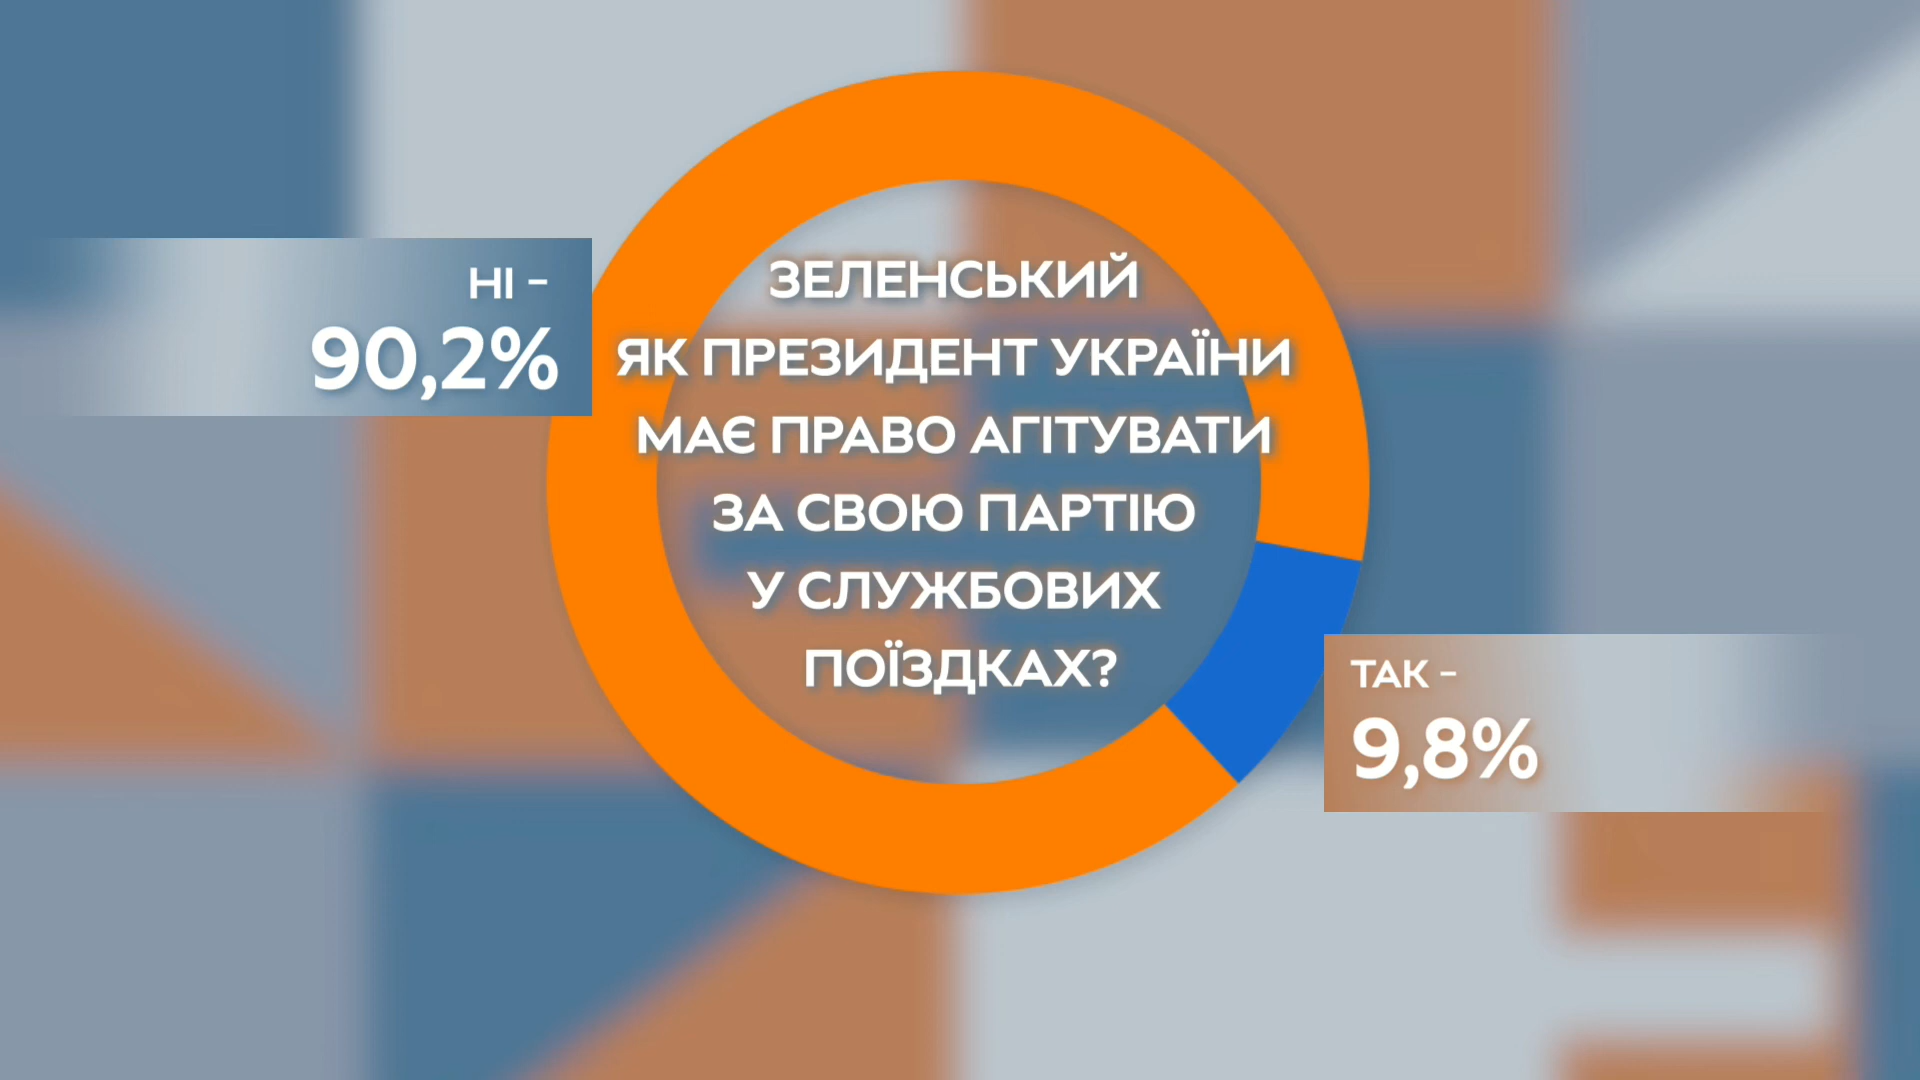 НІ –
90,2%
ЗЕЛЕНСЬКИЙ
ЯК ПРЕЗИДЕНТ УКРАЇНИ
МАЄ ПРАВО АГІТУВАТИ
ЗА СВОЮ ПАРТІЮ
У СЛУЖБОВИХ
ПОЇЗДКАХ?
ТАК –
9,8%